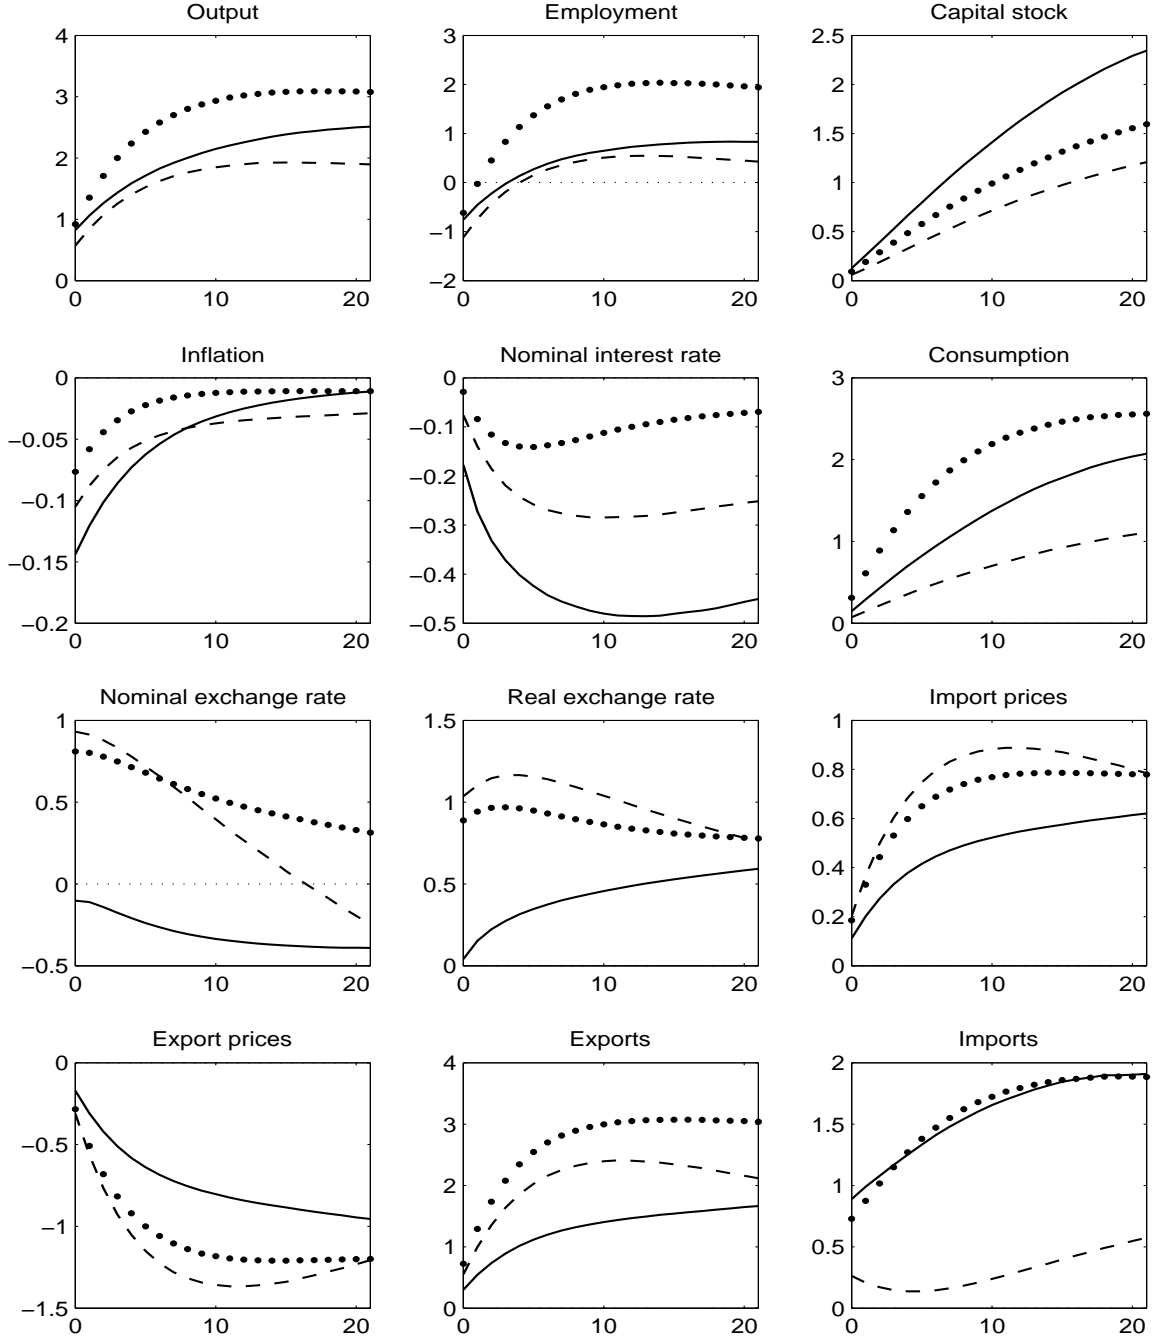 Output Employment Capital stock
4 3 2.5
3 2 2
2 1 1.5
1 0 1
0 −1 0.5
−2 0
0 10 20 0 10 20 0 10 20
Inflation Nominal interest rate Consumption
0 0 3
−0.05 −0.1 2
−0.1 −0.2 1
−0.15 −0.3 0
−0.2 −0.4
−0.5
0 10 20 0 10 20 0 10 20
Nominal exchange rate Real exchange rate Import prices
1 1.5 1
0.5 1 0.8
0 0.5 0.6
−0.5 0 0.4
0.2
0
0 10 20 0 10 20 0 10 20
Export prices Exports Imports
0 4 2
−0.5 3 1.5
−1 2 1
−1.5 1 0.5
0 0
0 10 20 0 10 20 0 10 20